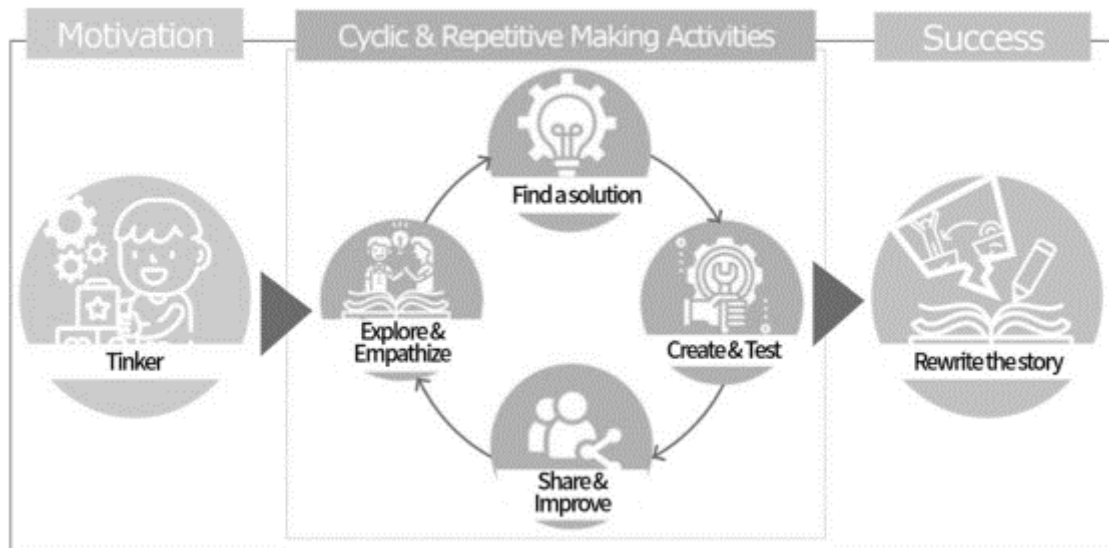 Motivation
Cyclic & Repetitive Making Activities
Success
Tinker
Explore &
Empathize
Find a solution
Create & Test
Share &
Improve
Rewrite the story